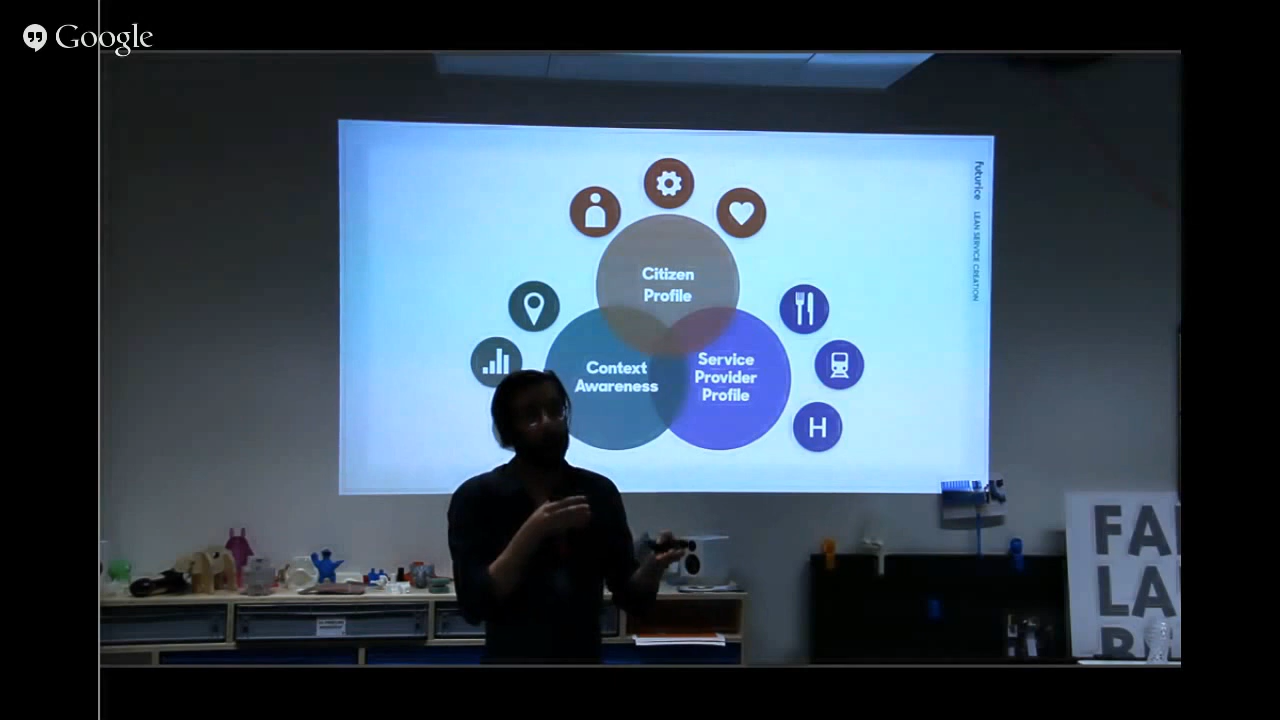 Google
futurice LEAN SERVICE CREATION
Citizen
Profile
Context
Awareness
Service
Provider
Profile
H
FA
LA